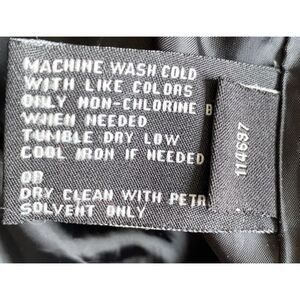 MACHINE WASH COLD
WITH LIKE COLORS
ONLY NON-CHLORINE B
WHEN NEEDED
TUMBLE DRY LOW
COOL IRON IF NEEDED
OR
DRY CLEAN WITH PETR
SOLVENT ONLY
114697